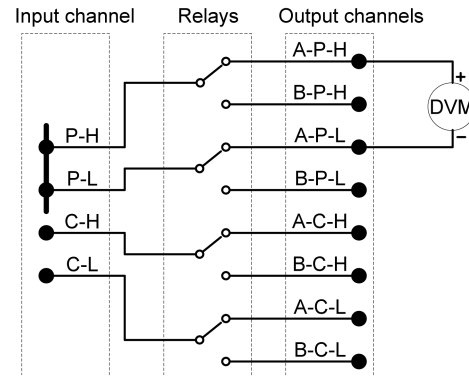 Input channel Relays Output channels
A-P-H
+
B-P-H
DVM
P-H
A-P-L
−
P-L
B-P-L
C-H
A-C-H
C-L
B-C-H
A-C-L
B-C-L